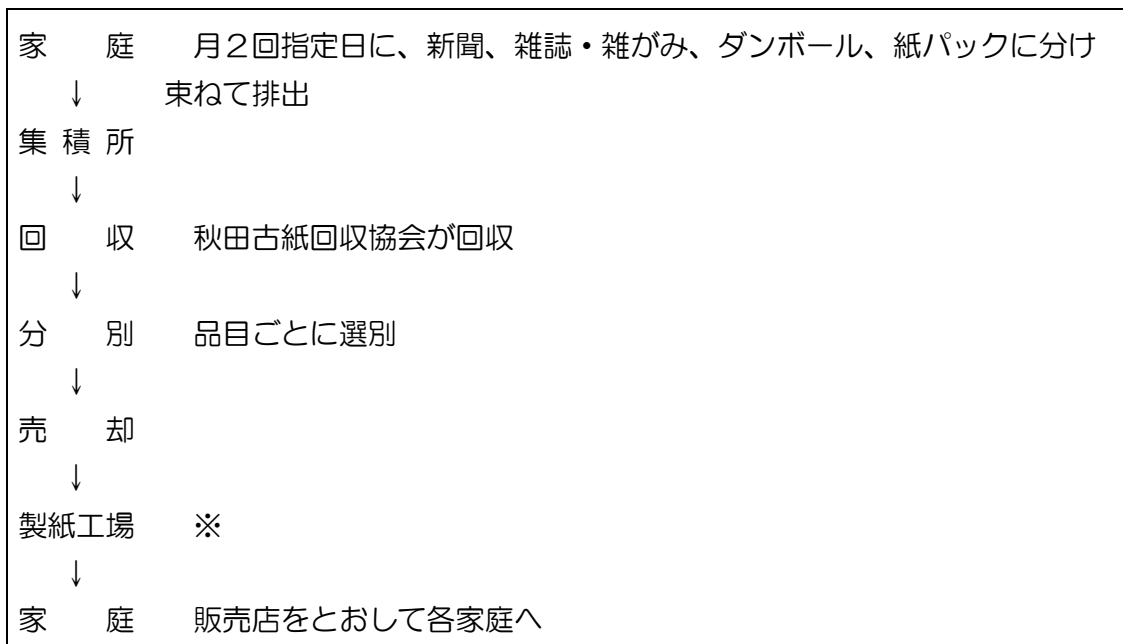 家　　庭　　月２回指定日に、新聞、雑誌・雑がみ、ダンボール、紙パックに分け
↓　　束ねて排出
集 積 所
↓
回　　収　　秋田古紙回収協会が回収
↓
分　　別　　品目ごとに選別
↓
売　　却
↓
製紙工場　　※
↓
家　　庭　　販売店をとおして各家庭へ